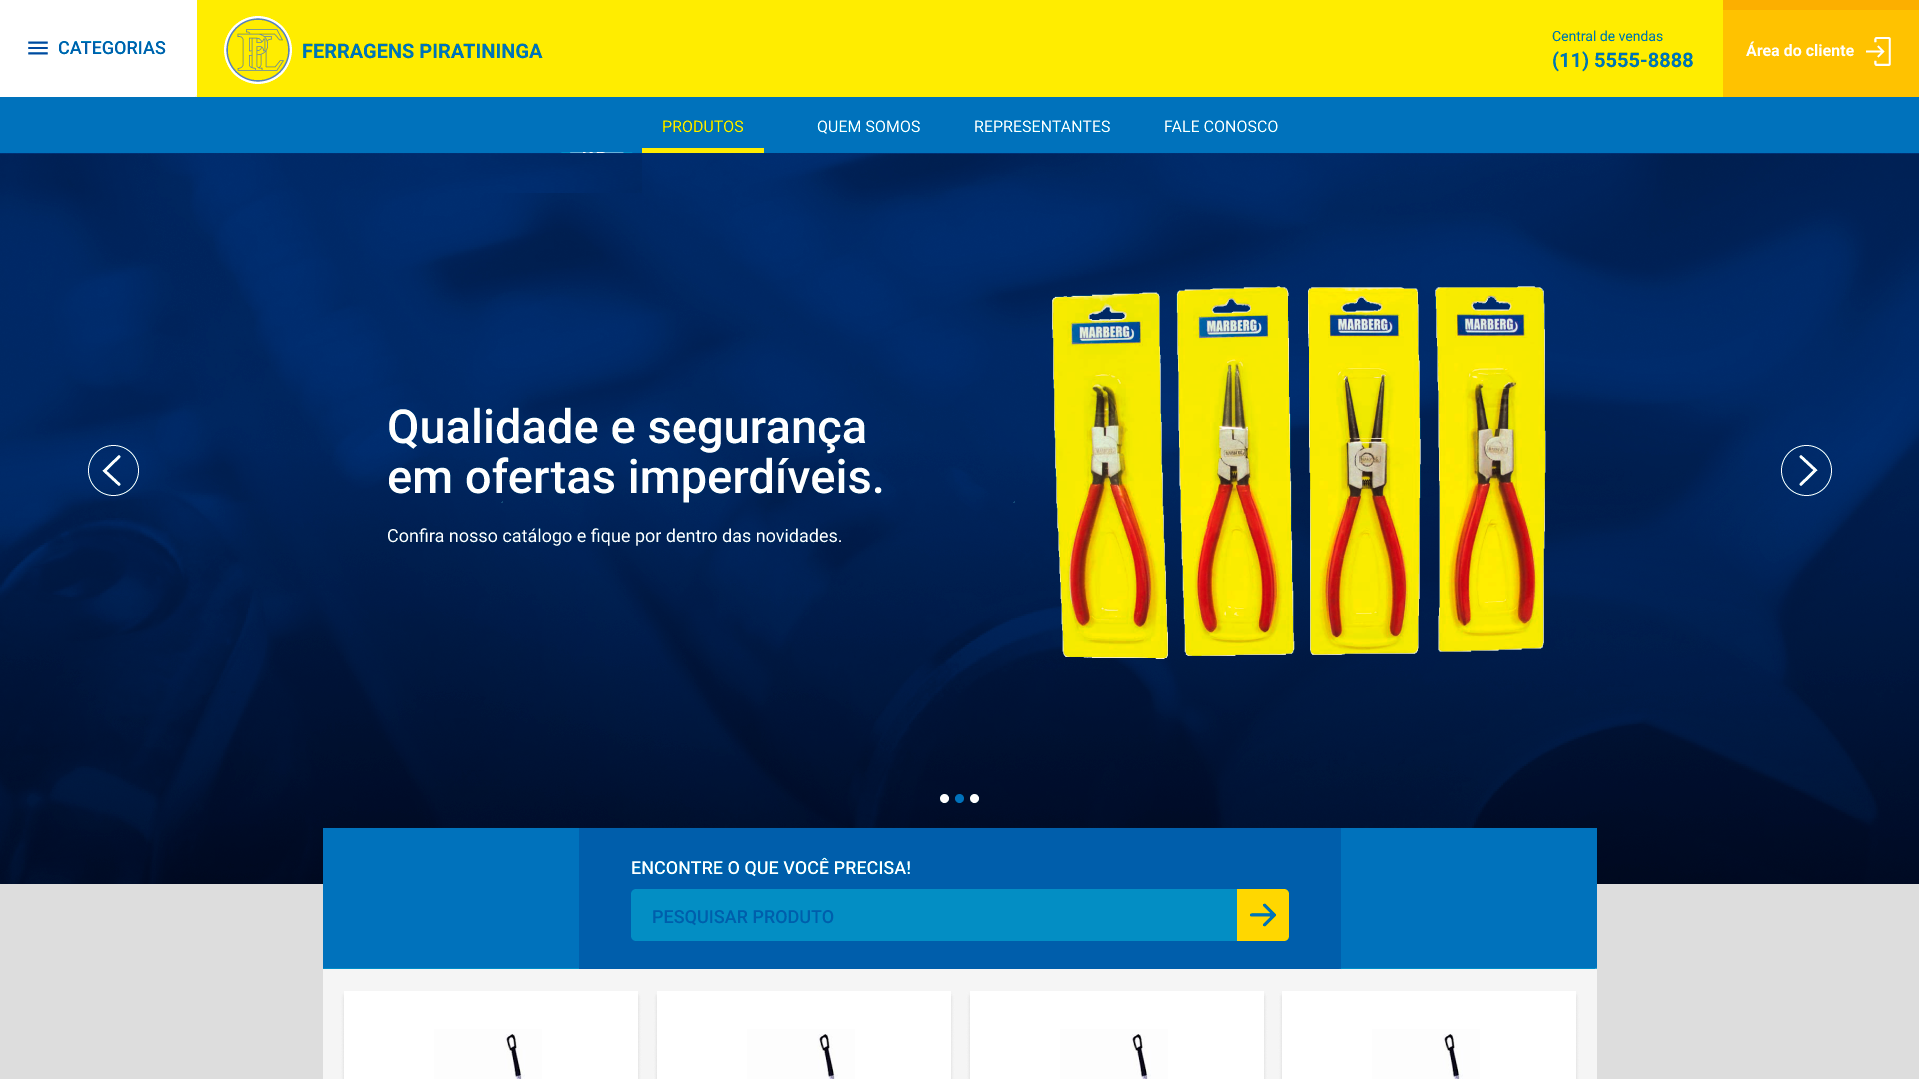 CATEGORIAS
FERRAGENS PIRATININGA
Central de vendas
(11) 5555-8888
Área do cliente
PRODUTOS
QUEM SOMOS
REPRESENTANTES
FALE CONOSCO
MARBERG
MARBERG
MARBERG
MARBERG
Qualidade e segurança
em ofertas imperdíveis.
Confira nosso catálogo e fique por dentro das novidades.
ENCONTRE O QUE VOCÊ PRECISA!
PESQUISAR PRODUTO